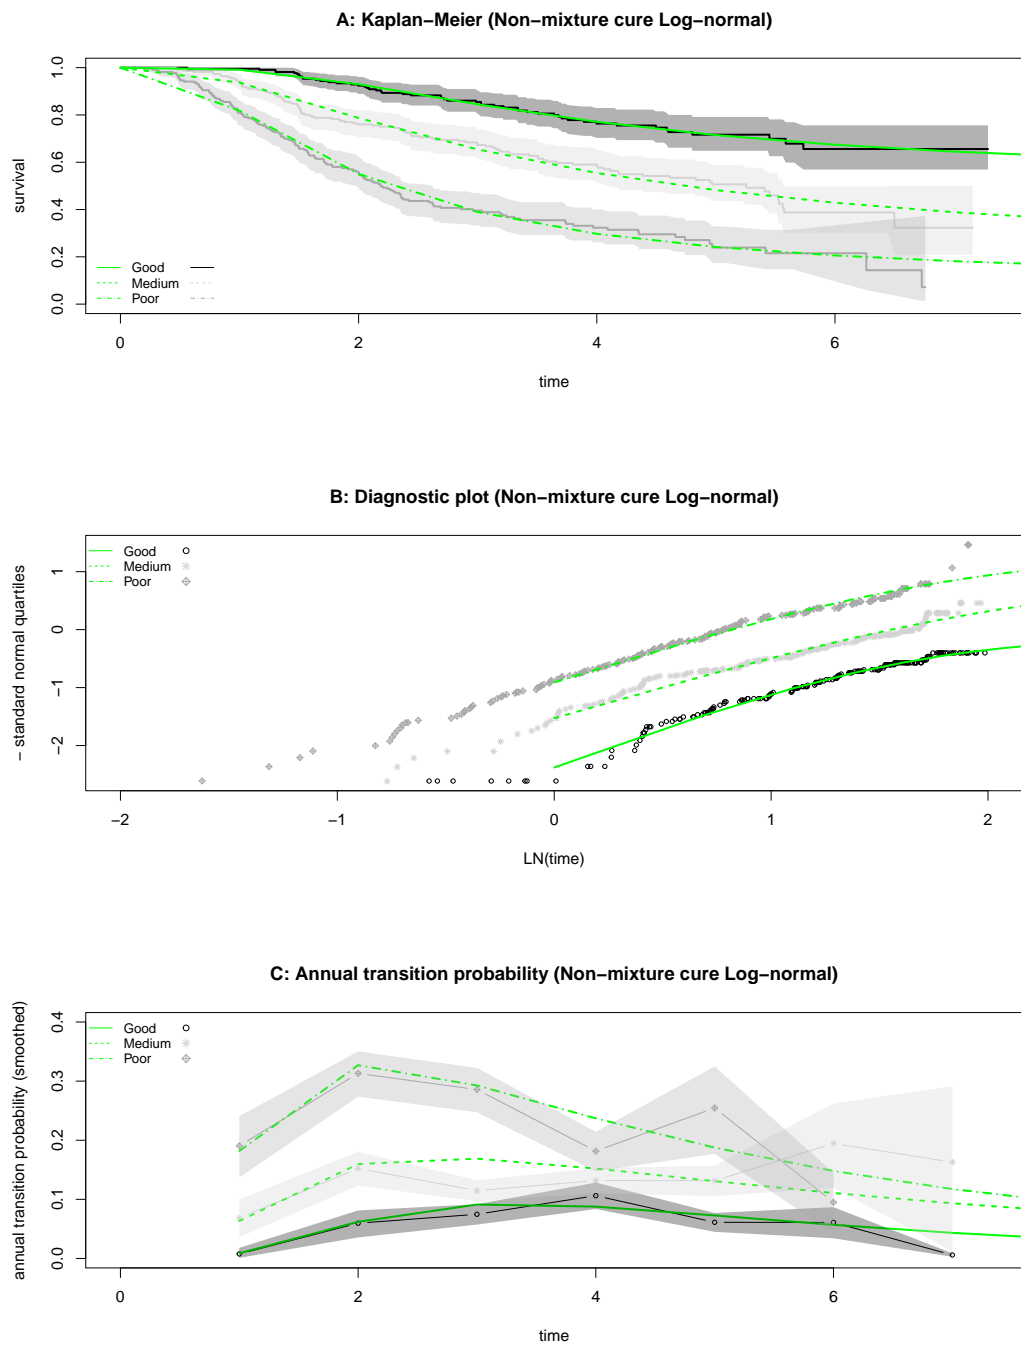 A: Kaplan−Meier (Non−mixture cure Log−normal)
survival
1.0
0.8
0.6
0.4
0.2
0.0
Good
Medium
Poor
0 2 4 6
time
B: Diagnostic plot (Non−mixture cure Log−normal)
− standard normal quartiles
1
0
−1
−2
Good
Medium
Poor
−2 −1 0 1 2
LN(time)
C: Annual transition probability (Non−mixture cure Log−normal)
annual transition probability (smoothed)
0.4
0.3
0.2
0.1
0.0
Good
Medium
Poor
0 2 4 6
time